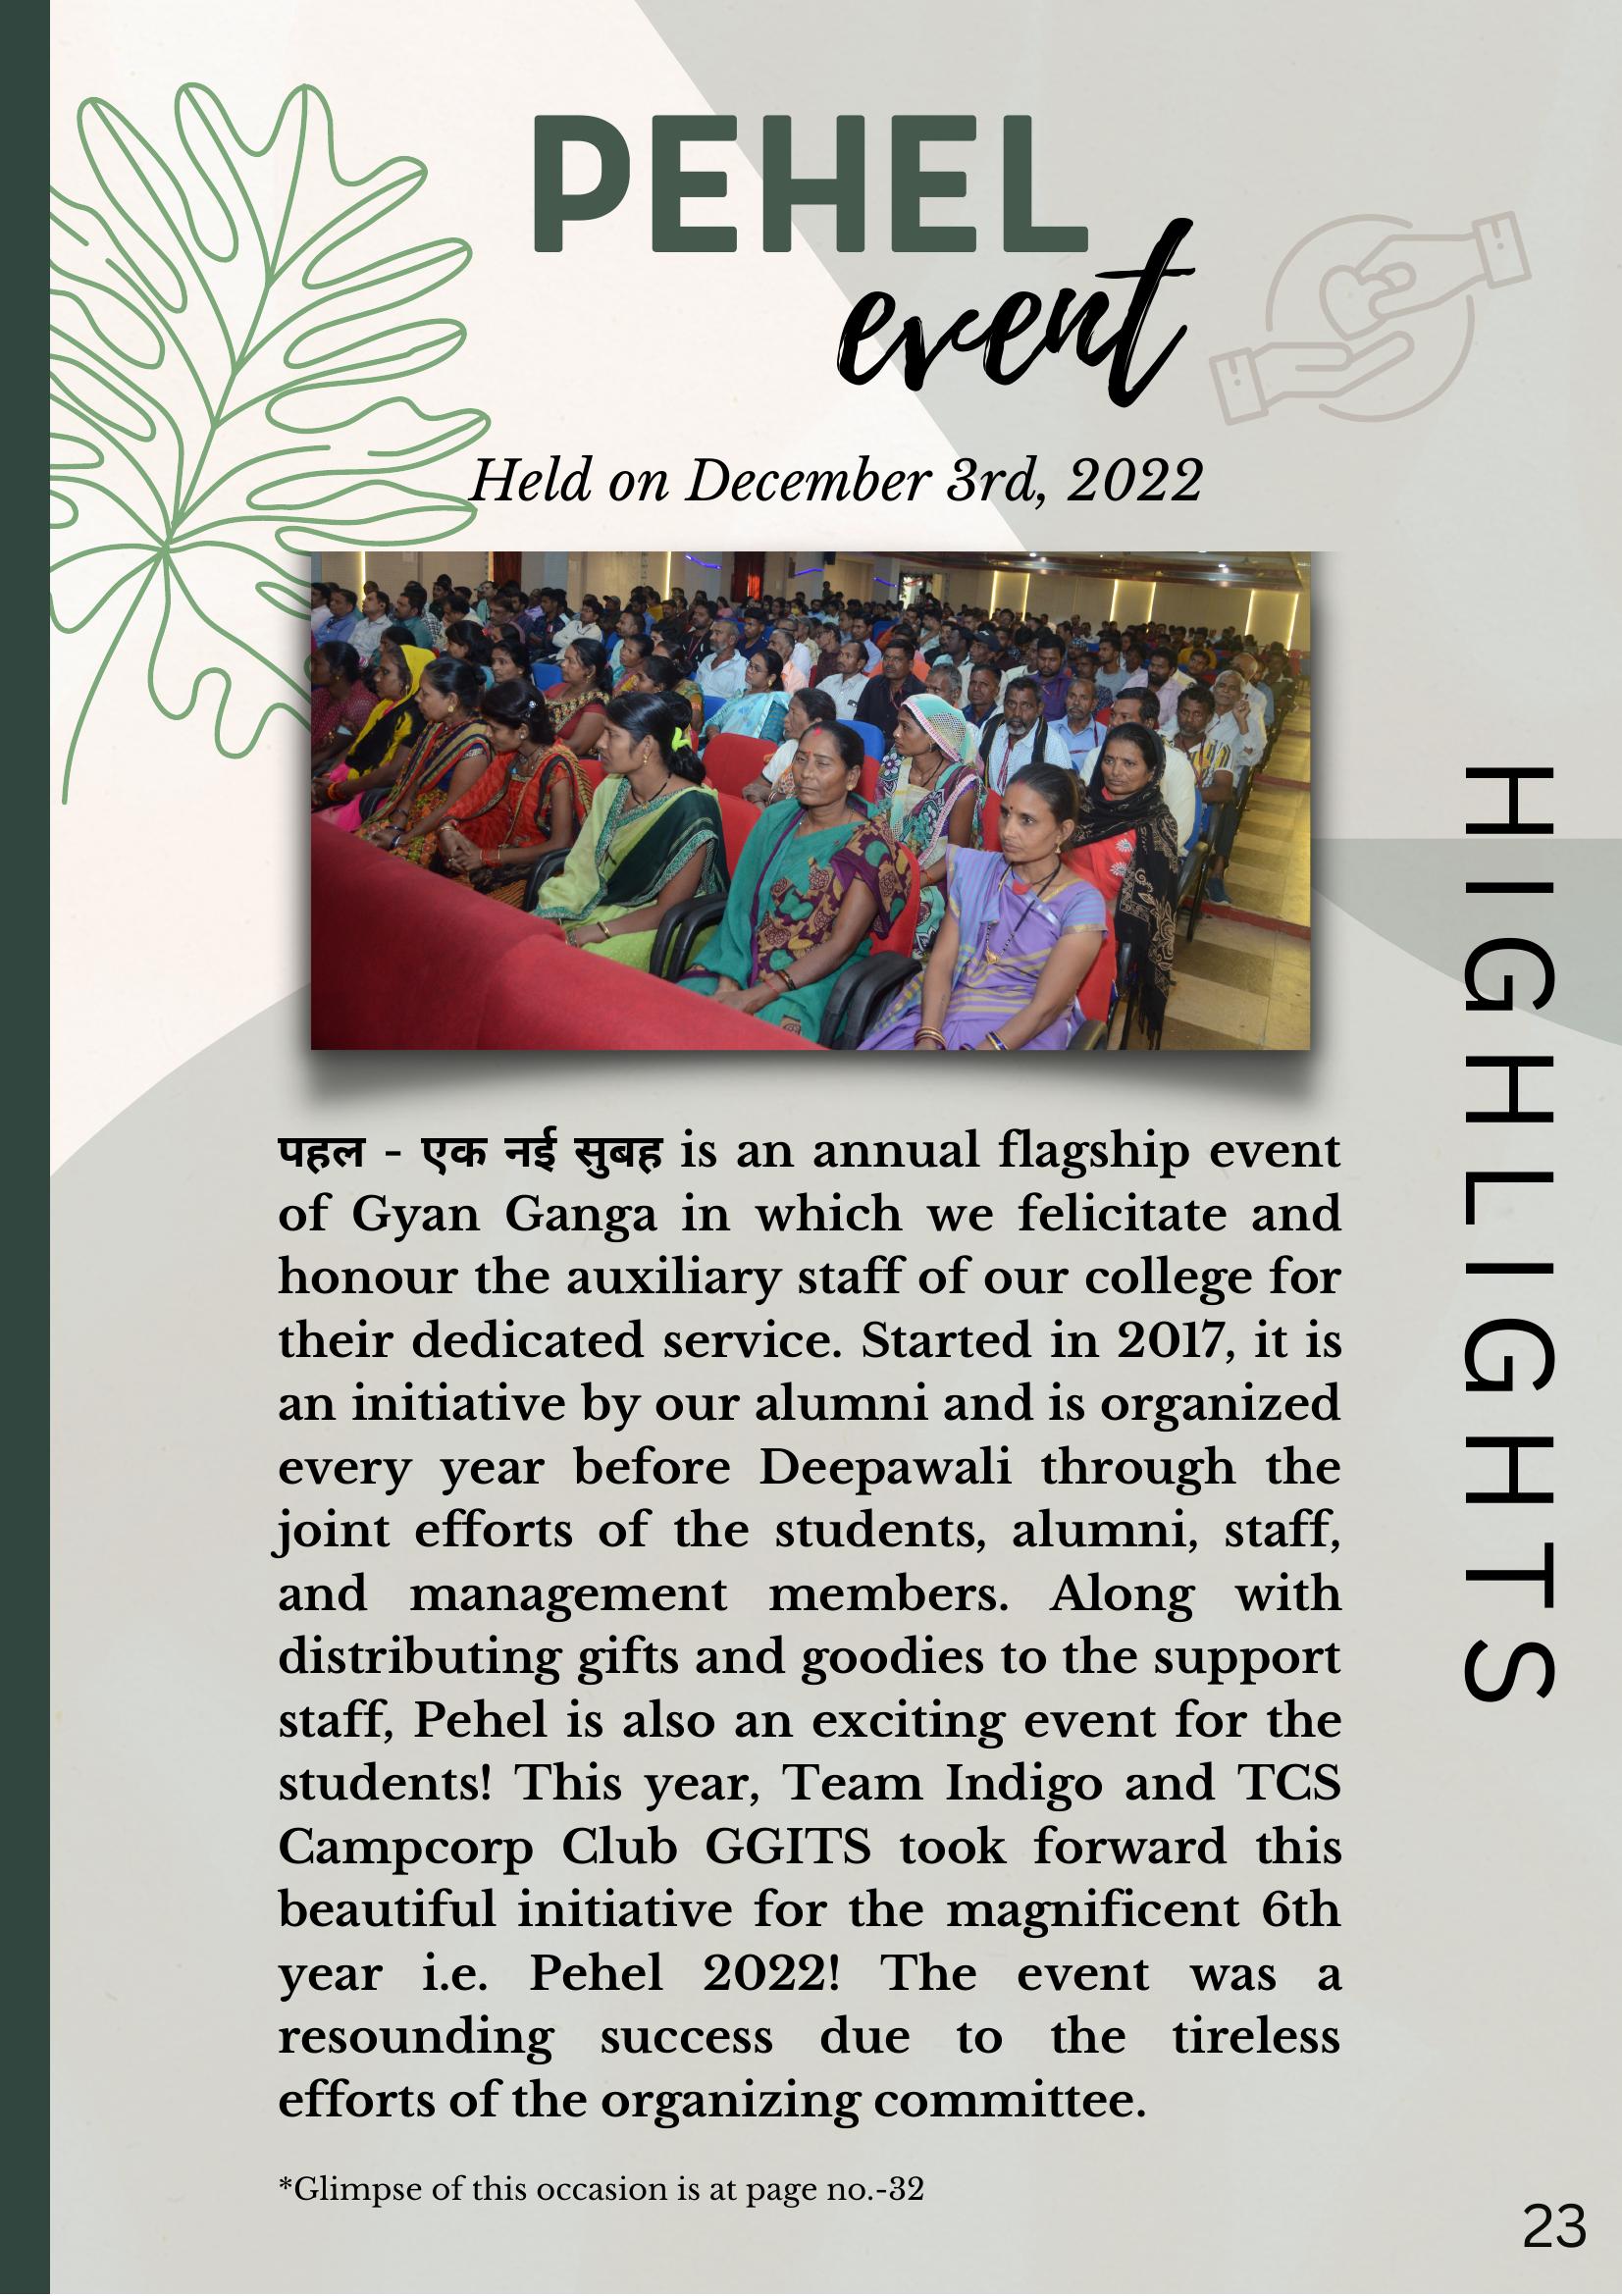 PEHEL
event
Held on December 3rd, 2022
पहल - एक नई सुबह is an annual flagship event
of Gyan Ganga in which we felicitate and
honour the auxiliary staff of our college for
their dedicated service. Started in 2017, it is
an initiative by our alumni and is organized
every year before Deepawali through the
joint efforts of the students, alumni, staff,
and management members. Along with
distributing gifts and goodies to the support
staff, Pehel is also an exciting event for the
students! This year, Team Indigo and TCS
Campcorp Club GGITS took forward this
beautiful initiative for the magnificent 6th
year i.e. Pehel 2022! The event was a
resounding success due to the tireless
efforts of the organizing committee.
*Glimpse of this occasion is at page no.-32
HIGHLIGHTS
23